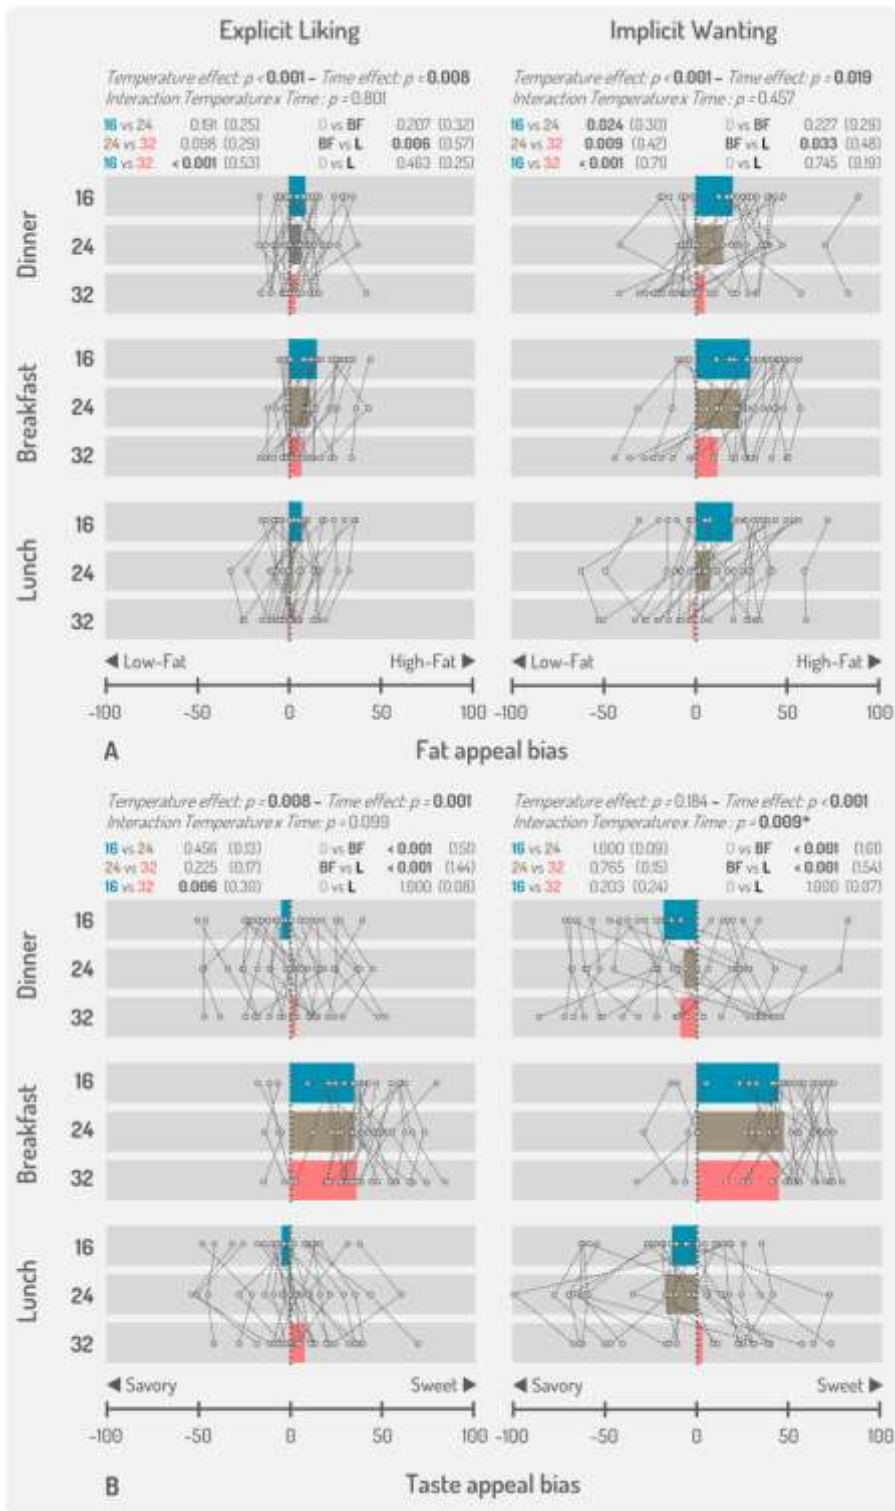 Explicit Liking Implicit Wanting
Temperature effect: p < 0.001 – Time effect: p = 0.008 Temperature effect: p < 0.001 – Time effect: p = 0.019
Interaction Temperature x Time : p = 0.801 Interaction Temperature x Time : p = 0.457
16 vs 24 0.191 (0.25) D vs BF 0.207 (0.32) 16 vs 24 0.024 (0.30) D vs BF 0.227 (0.29)
24 vs 32 0.098 (0.29) BF vs L 0.006 (0.57) 24 vs 32 0.009 (0.42) BF vs L 0.033 (0.48)
16 vs 32 < 0.001 (0.53) D vs L 0.463 (0.25) 16 vs 32 < 0.001 (0.71) D vs L 0.745 (0.19)
Dinner
16
24
32
Breakfast
16
24
32
Lunch
16
24
32
◀ Low-Fat High-Fat ▶ ◀ Low-Fat High-Fat ▶
-100 -50 0 50 100 -50 0 50 100
A Fat appeal bias
Temperature effect: p = 0.008 – Time effect: p = 0.001 Temperature effect: p = 0.184 – Time effect: p < 0.001
Interaction Temperature x Time: p = 0.099 Interaction Temperature x Time : p = 0.009*
16 vs 24 0.456 (0.13) D vs BF < 0.001 (1.51) 16 vs 24 1.000 (0.09) D vs BF < 0.001 (1.61)
24 vs 32 0.225 (0.17) BF vs L < 0.001 (1.44) 24 vs 32 0.765 (0.15) BF vs L < 0.001 (1.54)
16 vs 32 0.006 (0.30) D vs L 1.000 (0.08) 16 vs 32 0.203 (0.24) D vs L 1.000 (0.07)
Dinner
16
24
32
Breakfast
16
24
32
Lunch
16
24
32
◀ Savory Sweet ▶ ◀ Savory Sweet ▶
-100 -50 0 50 100 -50 0 50 100
B Taste appeal bias